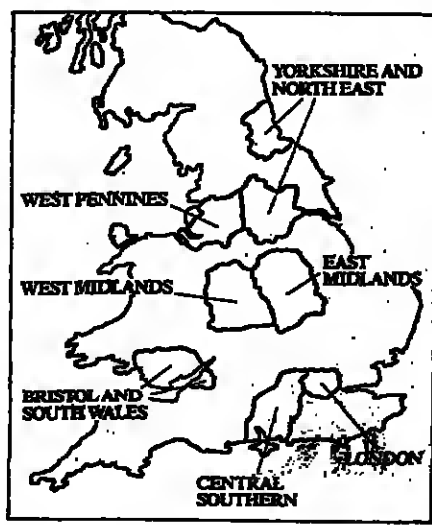 YORKSHIRE AND
NORTH EAST
WEST PENNINES
EAST
MIDLANDS
WEST MIDLANDS
BRISTOL AND
SOUTH WALES
LONDON
CENTRAL
SOUTHERN